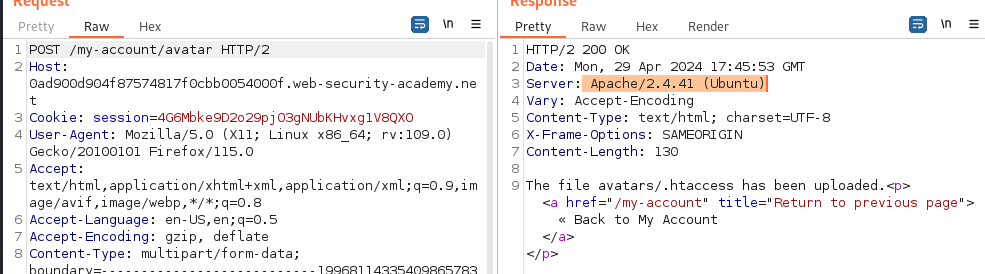 Request
Pretty Raw Hex
\n
1 POST /my-account/avatar HTTP/2
2 Host:
0ad900d904f87574817f0cbb0054000f.web-security-academy.ne
t
3 Cookie: session=4G6Mbke9D2o29pjO3gNUbKHvxg1V8QXO
4 User-Agent: Mozilla/5.0 (X11; Linux x86_64; rv:109.0)
Gecko/20100101 Firefox/115.0
5 Accept:
text/html,application/xhtml+xml,application/xml;q=0.9,im
age/avif,image/webp,*/*;q=0.8
6 Accept-Language: en-US,en;q=0.5
7 Accept-Encoding: gzip, deflate
8 Content-Type: multipart/form-data;
boundary=---------------------------19968114335409865783
Response
Pretty Raw Hex Render
\n
1 HTTP/2 200 OK
2 Date: Mon, 29 Apr 2024 17:45:53 GMT
3 Server: Apache/2.4.41 (Ubuntu)
4 Vary: Accept-Encoding
5 Content-Type: text/html; charset=UTF-8
6 X-Frame-Options: SAMEORIGIN
7 Content-Length: 130
8
9 The file avatars/.htaccess has been uploaded.<p>
<a href="/my-account" title="Return to previous page">
« Back to My Account
</a>
</p>